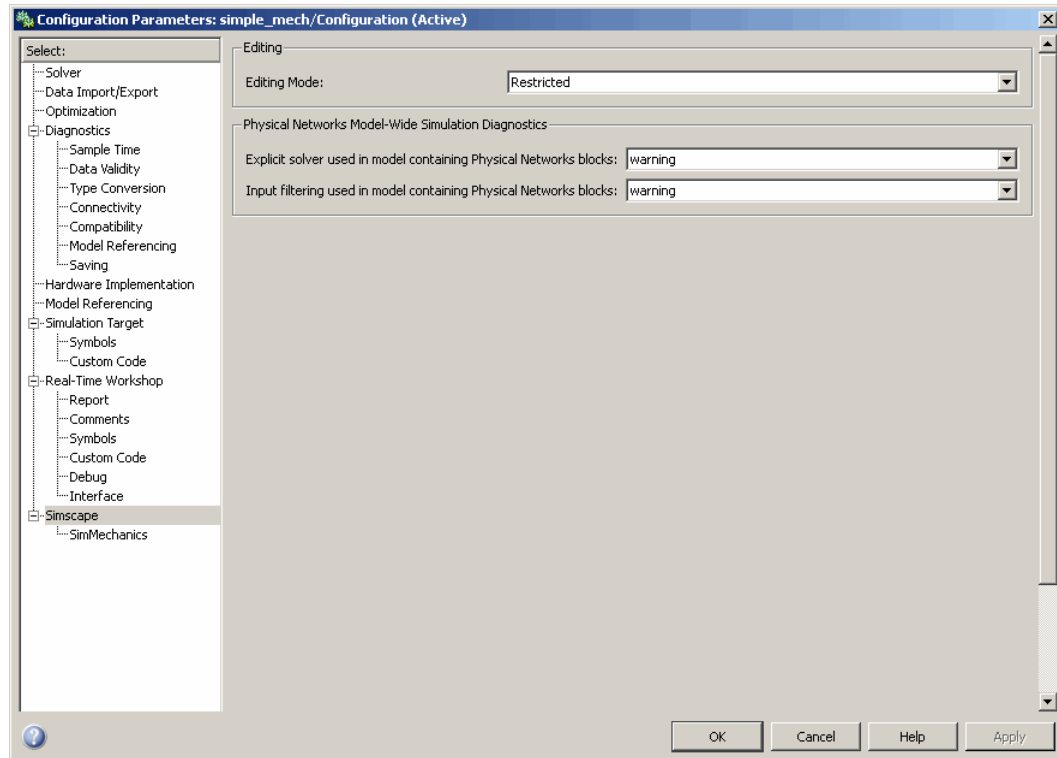 Configuration Parameters: simple_mech/Configuration (Active)
Select:
Solver
Data Import/Export
Optimization
Diagnostics
Sample Time
Data Validity
Type Conversion
Connectivity
Compatibility
Model Referencing
Saving
Hardware Implementation
Model Referencing
Simulation Target
Symbols
Custom Code
Real-Time Workshop
Report
Comments
Symbols
Custom Code
Debug
Interface
Simscape
SimMechanics
Editing
Editing Mode: Restricted
Physical Networks Model-Wide Simulation Diagnostics
Explicit solver used in model containing Physical Networks blocks: warning
Input filtering used in model containing Physical Networks blocks: warning
OK Cancel Help Apply